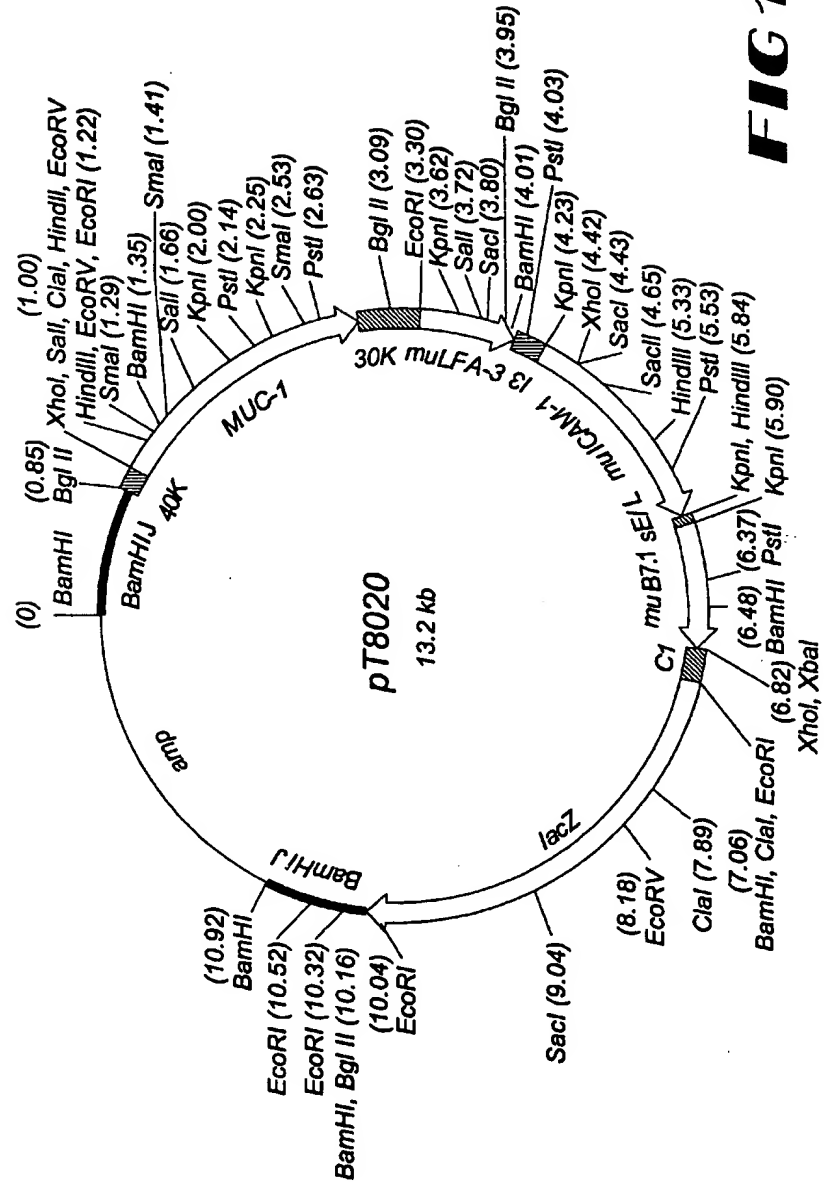 (0)
BamHI
(0.85)
Bgl II
(1.00)
XhoI, SalI, ClaI, HindII, EcoRV
HindIII, EcoRV, EcoRI (1.22)
SmaI (1.29)
BamHI (1.35)
SmaI (1.41)
SalI (1.66)
KpnI (2.00)
PstI (2.14)
KpnI (2.25)
SmaI (2.53)
PstI (2.63)
Bgl II (3.09)
EcoRI (3.30)
KpnI (3.62)
SalI (3.72)
SacI (3.80)
Bgl II (3.95)
BamHI (4.01)
PstI (4.03)
KpnI (4.23)
XhoI (4.42)
SacI (4.43)
SacII (4.65)
HindIII (5.33)
PstI (5.53)
KpnI, HindIII (5.84)
KpnI (5.90)
(6.37)
PstI
(6.48)
BamHI
(6.82)
XhoI, XbaI
(7.06)
BamHI, ClaI, EcoRI
ClaI (7.89)
(8.18)
EcoRV
SacI (9.04)
(10.04)
EcoRI
BamHI, Bgl II (10.16)
EcoRI (10.32)
EcoRI (10.52)
(10.92)
BamHI
BamHI J
40K
MUC-1
30K
muLFA-3
I3
muICAM-1
sE/L
mu B7.1
C1
lacZ
BamHI J
amp
pT8020
13.2 kb
FIG 1